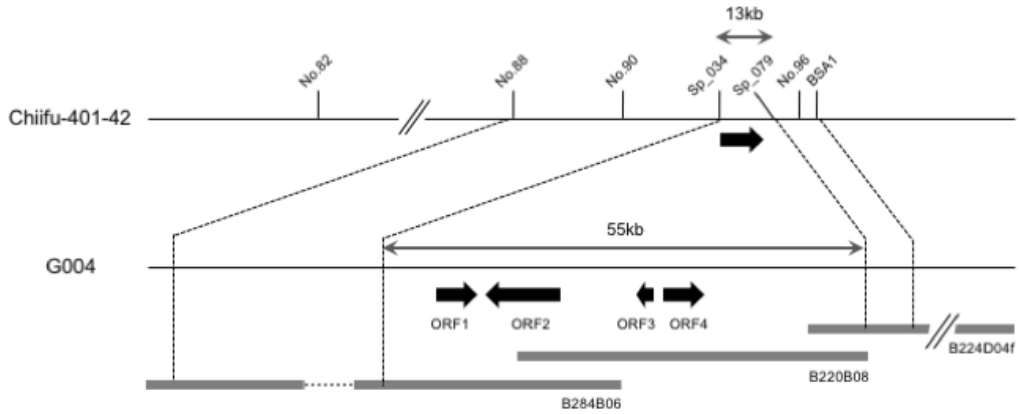 13kb
No.82
No.88
No.90
Sp_034
Sp_079
No.96
BSA1
Chiifu-401-42
55kb
G004
ORF1
ORF2
ORF3
ORF4
B224D04f
B220B08
B284B06